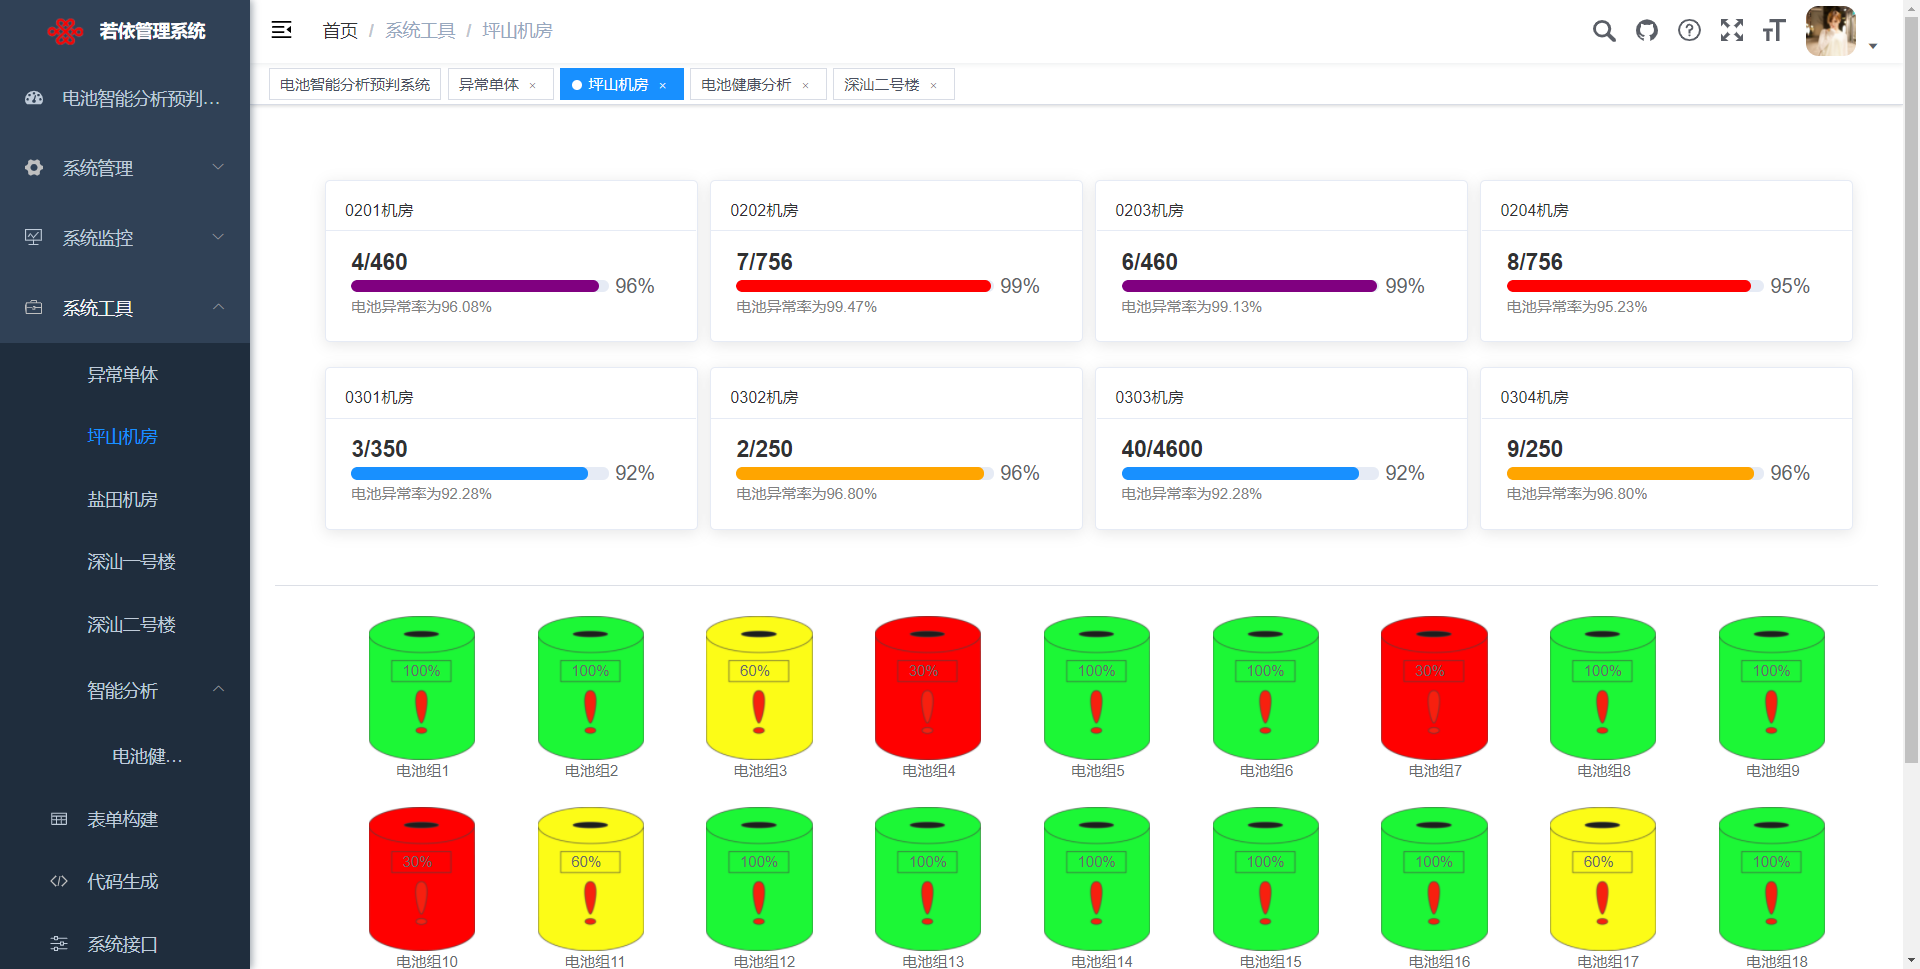 若依管理系统
首页 / 系统工具 / 坪山机房
电池智能分析预判系统
异常单体 ×
坪山机房 ×
电池健康分析 ×
深汕二号楼 ×
电池智能分析预判...
系统管理
系统监控
系统工具
异常单体
坪山机房
盐田机房
深汕一号楼
深汕二号楼
智能分析
电池健...
表单构建
代码生成
系统接口
0201机房
4/460
96%
电池异常率为96.08%
0202机房
7/756
99%
电池异常率为99.47%
0203机房
6/460
99%
电池异常率为99.13%
0204机房
8/756
95%
电池异常率为95.23%
0301机房
3/350
92%
电池异常率为92.28%
0302机房
2/250
96%
电池异常率为96.80%
0303机房
40/4600
92%
电池异常率为92.28%
0304机房
9/250
96%
电池异常率为96.80%
100%
电池组1
100%
电池组2
60%
电池组3
30%
电池组4
100%
电池组5
100%
电池组6
30%
电池组7
100%
电池组8
100%
电池组9
30%
电池组10
60%
电池组11
100%
电池组12
100%
电池组13
100%
电池组14
100%
电池组15
100%
电池组16
60%
电池组17
100%
电池组18